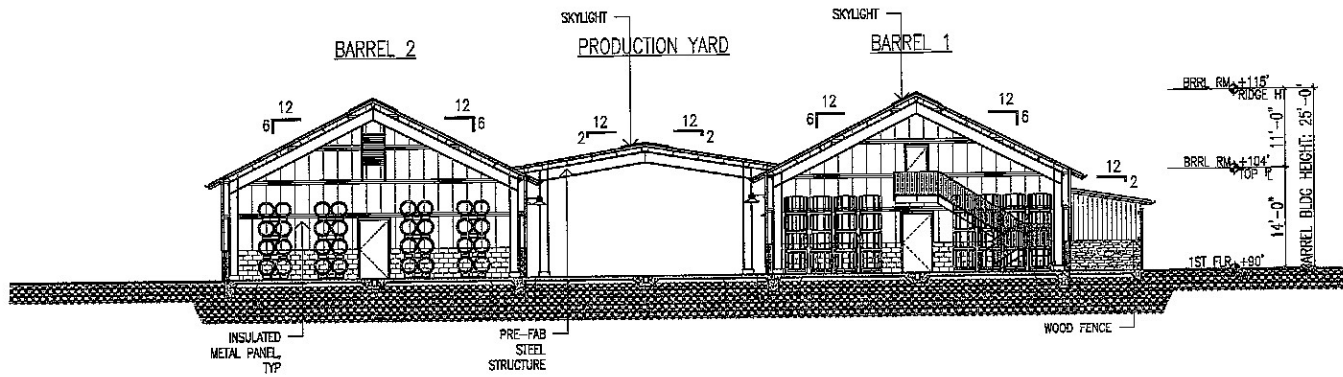 SKYLIGHT
SKYLIGHT
BARREL 2
PRODUCTION YARD
BARREL 1
12
6
12
6
12
2
12
2
12
6
12
6
12
2
BRRL RM +115'
RIDGE HT
BRRL RM +104'
TOP PL
1ST FLR +90'
11'-0"
14'-0"
BARREL BLDG HEIGHT: 25'-0"
INSULATED
METAL PANEL,
TYP
PRE-FAB
STEEL
STRUCTURE
WOOD FENCE